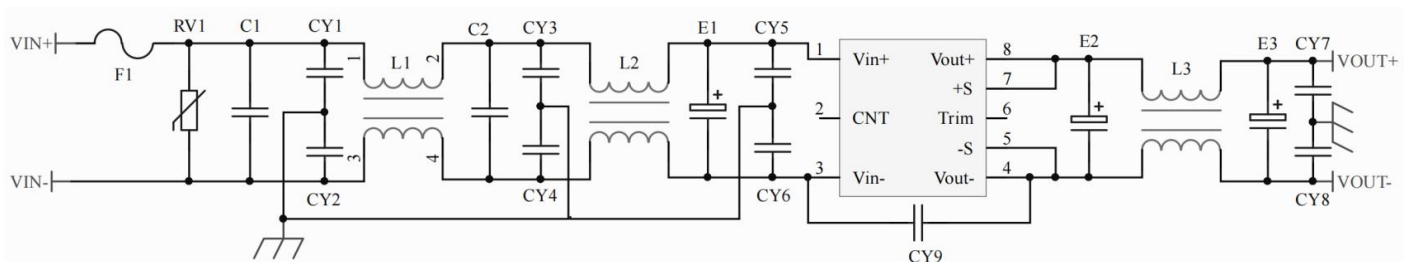 VIN+
F1
RV1
C1
CY1
1
L1
2
C2
CY3
L2
E1
+
CY5
1
Vin+
Vout+
8
E2
+
L3
E3
+
CY7
VOUT+
+S
7
2
CNT
Trim
6
-S
5
VIN-
3
CY2
4
CY4
CY6
3
Vin-
Vout-
4
CY8
VOUT-
CY9